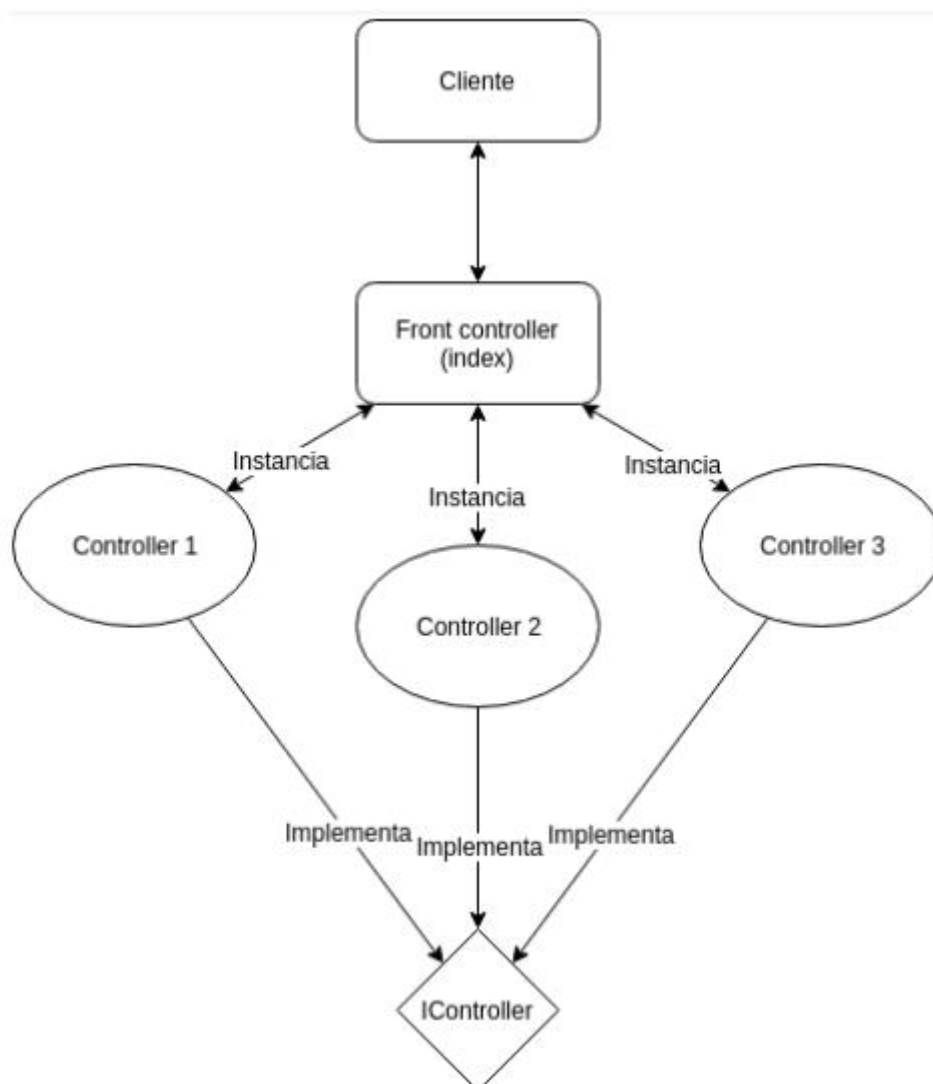 Cliente
Front controller
(index)
Instancia
Instancia
Instancia
Controller 1
Controller 2
Controller 3
Implementa
Implementa
Implementa
IController